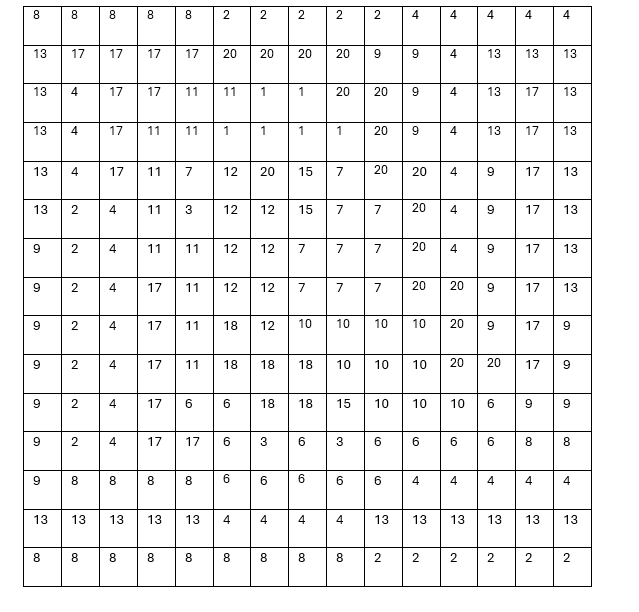 8 8 8 8 8 2 2 2 2 2 4 4 4 4 4
13 17 17 17 17 20 20 20 20 9 9 4 13 13 13
13 4 17 17 11 11 1 1 20 20 9 4 13 17 13
13 4 17 11 11 1 1 1 1 20 9 4 13 17 13
13 4 17 11 7 12 20 15 7 20 20 4 9 17 13
13 2 4 11 3 12 12 15 7 7 20 4 9 17 13
9 2 4 11 11 12 12 7 7 7 20 4 9 17 13
9 2 4 17 11 12 12 7 7 7 20 20 9 17 13
9 2 4 17 11 18 12 10 10 10 10 20 9 17 9
9 2 4 17 11 18 18 18 10 10 10 20 20 17 9
9 2 4 17 6 6 18 18 15 10 10 10 6 9 9
9 2 4 17 17 6 3 6 3 6 6 6 6 8 8
9 8 8 8 8 6 6 6 6 6 4 4 4 4 4
13 13 13 13 13 4 4 4 4 13 13 13 13 13 13
8 8 8 8 8 8 8 8 8 2 2 2 2 2 2